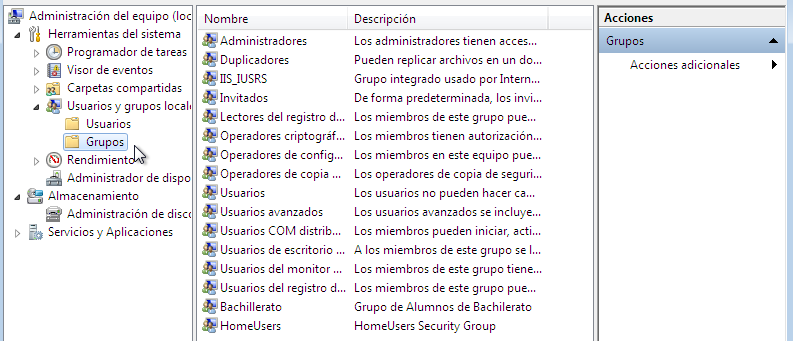 Administración del equipo (loc
Herramientas del sistema
Programador de tareas
Visor de eventos
Carpetas compartidas
Usuarios y grupos locale
Usuarios
Grupos
Rendimiento
Administrador de dispo
Almacenamiento
Administración de disco
Servicios y Aplicaciones
Nombre Descripción
Administradores Los administradores tienen acces...
Duplicadores Pueden replicar archivos en un do...
IIS_IUSRS Grupo integrado usado por Intern...
Invitados De forma predeterminada, los invi...
Lectores del registro d... Los miembros de este grupo pue...
Operadores criptográf... Los miembros tienen autorización...
Operadores de config... Los miembros en este equipo pue...
Operadores de copia ... Los operadores de copia de seguri...
Usuarios Los usuarios no pueden hacer ca...
Usuarios avanzados Los usuarios avanzados se incluye...
Usuarios COM distrib... Los miembros pueden iniciar, acti...
Usuarios de escritorio ... A los miembros de este grupo se l...
Usuarios del monitor ... Los miembros de este grupo tiene...
Usuarios del registro d... Los miembros de este grupo pue...
Bachillerato Grupo de Alumnos de Bachilerato
HomeUsers HomeUsers Security Group
Acciones
Grupos
Acciones adicionales